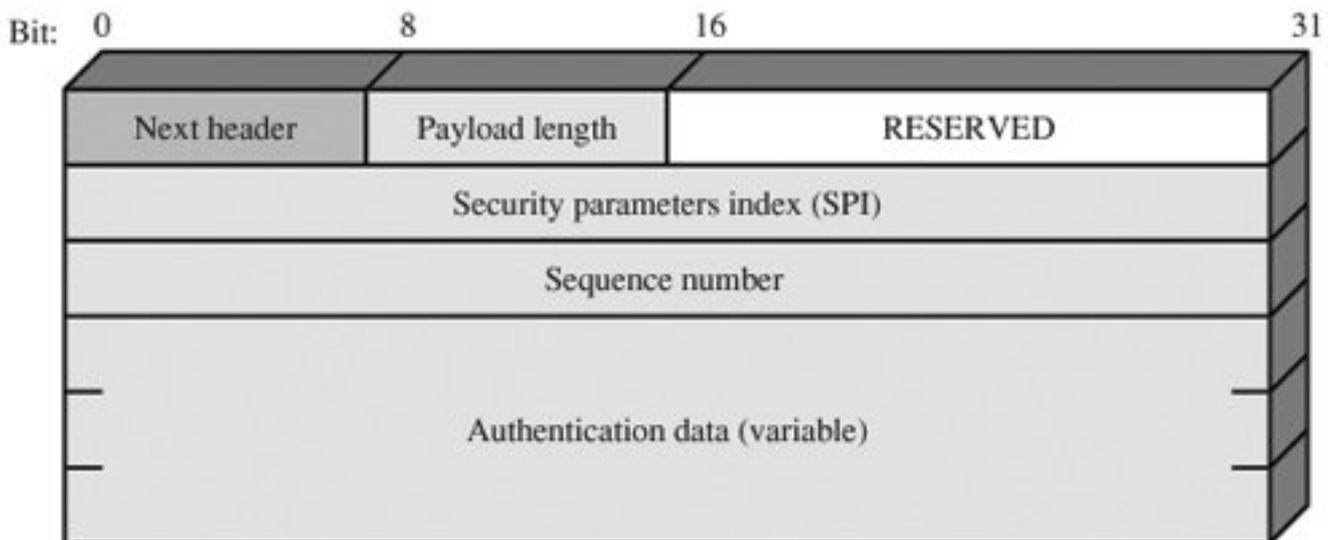 Bit: 0 8 16 31
Next header Payload length RESERVED
Security parameters index (SPI)
Sequence number
Authentication data (variable)